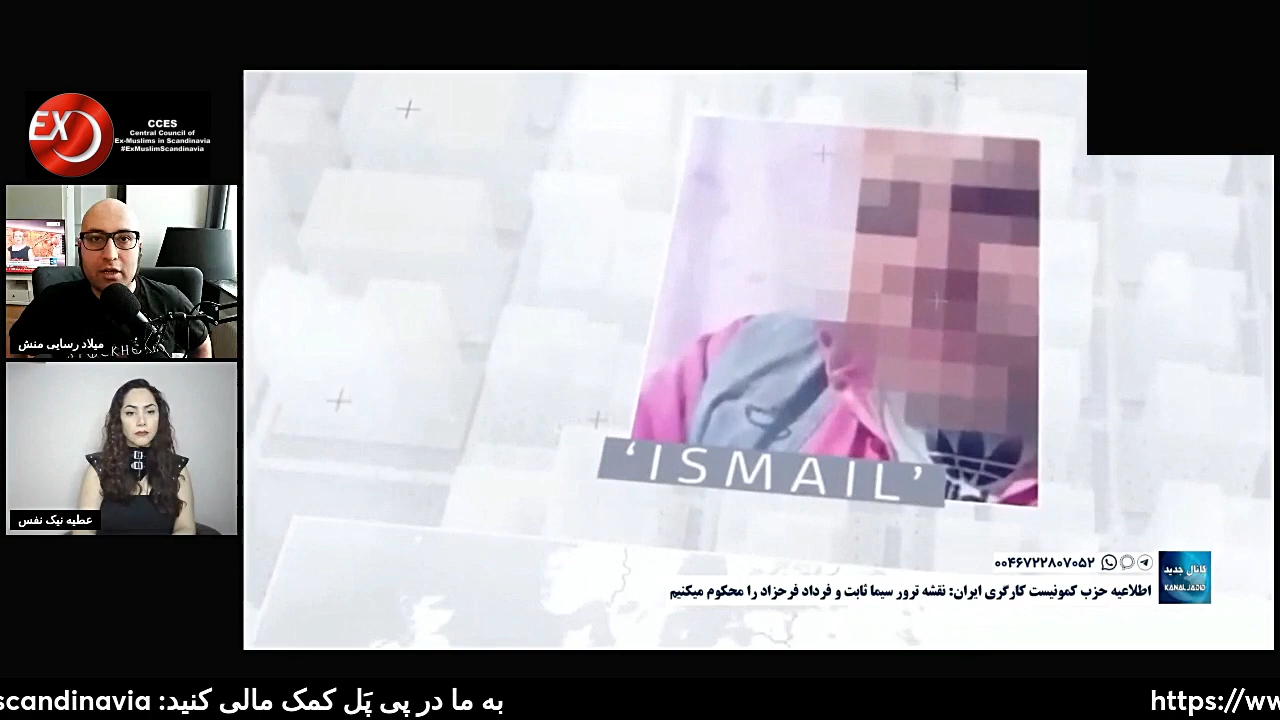 EX
CCES
Central Council of
Ex-Muslims in Scandinavia
#ExMuslimScandinavia
میلاد رسایی منش
عطیه نیک نفس
‘ISMAIL’
۰۰۴۶۷۲۲۸۰۷۰۵۲
کانال جدید
KANAL JADID
اطلاعیه حزب کمونیست کارگری ایران: نقشه ترور سیما ثابت و فرداد فرحزاد را محکوم میکنیم
به ما در پی پَل کمک مالی کنید: scandinavia
https://ww